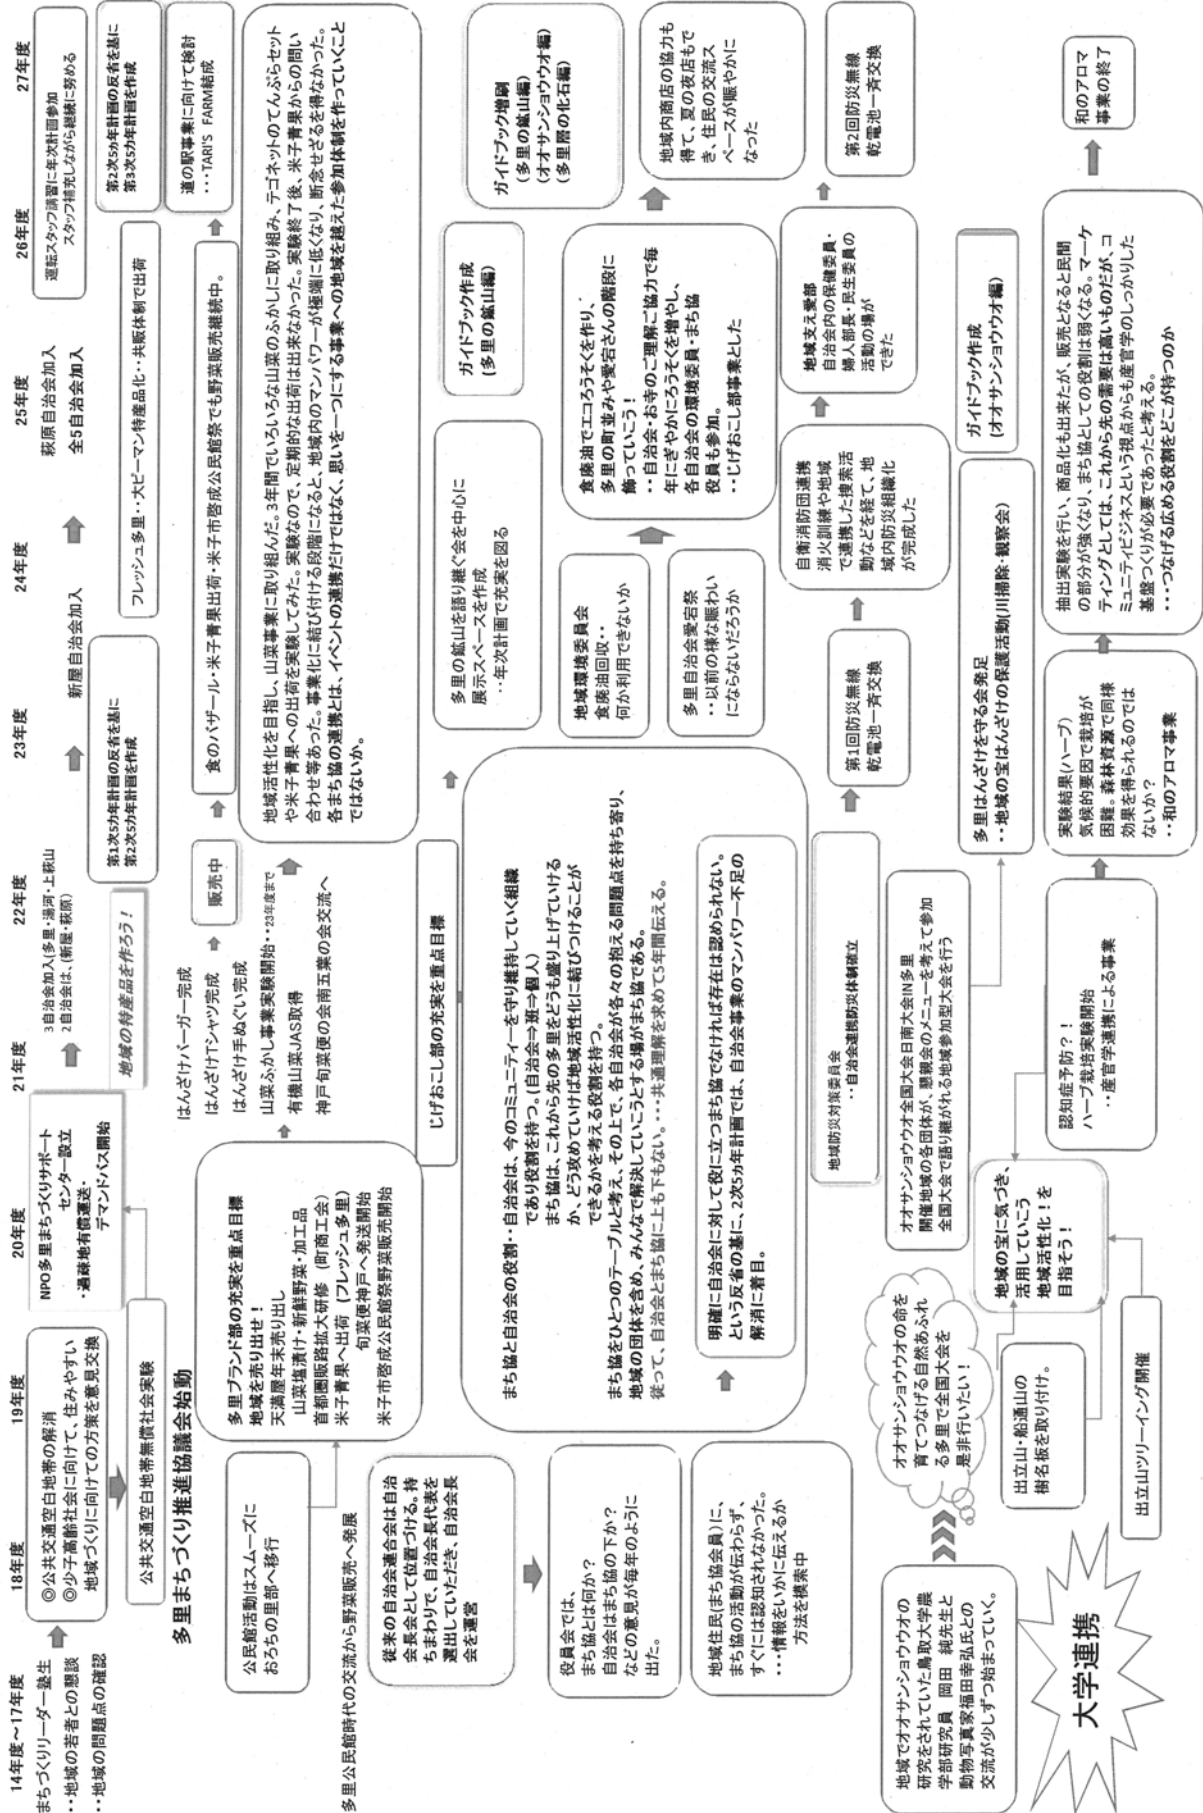 14年度～17年度
18年度
19年度
20年度
21年度
22年度
23年度
24年度
25年度
26年度
27年度
まちづくりリーダー塾生
・・地域の若者との懇談
・・地域の問題点の確認
◎公共交通空白地帯の解消
◎少子高齢社会に向けて、住みやすい
地域づくりに向けての方策を意見交換
公共交通空白地帯無償社会実験
NPO多里まちづくりサポート
センター設立
・過疎地有償運送・
デマンドバス開始
3自治会加入(多里・湯河・上萩山
2自治会は、(新屋・萩原)
新屋自治会加入
萩原自治会加入
全5自治会加入
運転スタッフ講習に年次計画参加
スタッフ補充しながら継続に努める
地域の特産品を作ろう！
第1次5カ年計画の反省を基に
第2次5カ年計画を作成
フレッシュ多里・・大ピーマン特産品化・・共販体制で出荷
第2次5カ年計画の反省を基に
第3次5カ年計画を作成
多里まちづくり推進協議会始動
公民館活動はスムーズに
おろちの里部へ移行
多里公民館時代の交流から野菜販売へ発展
多里ブランド部の充実を重点目標
地域を売り出せ！
天満屋年末売り出し
山菜塩漬け・新鮮野菜・加工品
首都圏販路拡大研修　(町商工会)
米子青果へ出荷　(フレッシュ多里)
旬菜便神戸へ発送開始
米子市啓成公民館祭野菜販売開始
はんざけバーガー完成
はんざけTシャツ完成
はんざけ手ぬぐい完成
山菜ふかし事業実験開始・・23年度まで
有機山菜JAS取得
神戸旬菜便の会南五葉の会交流へ
販売中
食のバザール・米子青果出荷・米子市啓成公民館祭でも野菜販売継続中。
道の駅事業に向けて検討
・・・TARI'S FARM結成
地域活性化を目指し、山菜事業に取り組んだ。3年間でいろいろな山菜のふかしに取り組み、テゴネットのてんぷらセット
や米子青果への出荷を実験してみた。実験なので、定期的な出荷は出来なかった。実験終了後、米子青果からの問い
合わせ等あった。事業化に結び付ける段階になると、地域内のマンパワーが極端に低くなり、断念せざるを得なかった。
各まち協の連携とは、イベントの連携だけではなく、思いを一つにする事業への地域を越えた参加体制を作っていくこと
ではないか。
従来の自治会連合会は自治
会長会として位置づける。持
ちまわりで、自治会長代表を
選出していただき、自治会長
会を運営
じげおこし部の充実を重点目標
役員会では、
まち協とは何か？
自治会はまち協の下か？
などの意見が毎年のように
出た。
地域住民(まち協会員)に、
まち協の活動が伝わらず、
すぐには認知されなかった。
・・・情報をいかに伝えるか
方法を模索中
まち協と自治会の役割・・自治会は、今のコミュニティーを守り維持していく組織
であり役割を持つ。(自治会⇒班⇒個人)
まち協は、これから先の多里をどうも盛り上げていける
か、どう攻めていけば地域活性化に結びつけることが
できるかを考える役割を持つ。
まち協をひとつのテーブルと考え、その上で、各自治会が各々の抱える問題点を持ち寄り、
地域の団体を含め、みんなで解決していこうとする場がまち協である。
従って、自治会とまち協に上も下もない。・・・共通理解を求めて5年間伝える。
明確に自治会に対して役に立つまち協でなければ存在は認められない。
という反省の基に、2次5カ年計画では、自治会事業のマンパワー不足の
解消に着目。
多里の鉱山を語り継ぐ会を中心に
展示スペースを作成
・・年次計画で充実を図る
ガイドブック作成
(多里の鉱山編)
ガイドブック増刷
(多里の鉱山編)
(オオサンショウウオ編)
(多里層の化石編)
地域環境委員会
食廃油回収・・
何か利用できないか
多里自治会愛宕祭
・・以前の様な賑わい
にならないだろうか
食廃油でエコろうそくを作り、
多里の町並みや愛宕さんの階段に
飾っていこう！
・・自治会・お寺のご理解ご協力で毎
年にぎやかにろうそくを増やし、
各自治会の環境委員・まち協
役員も参加。
・・じげおこし部事業とした
地域内商店の協力も
得て、夏の夜店もで
き、住民の交流ス
ペースが賑やかに
なった
地域防災対策委員会
・・自治会連携防災体制確立
第1回防災無線
乾電池一斉交換
自衛消防団連携
消火訓練や地域
で連携した捜索活
動などを経て、地
域内防災組織化
が完成した
地域支え愛部
自治会内の保健委員・
婦人部長・民生委員の
活動の場が
できた
第2回防災無線
乾電池一斉交換
地域でオオサンショウウオの
研究をされていた鳥取大学農
学部研究員　岡田 純先生と
動物写真家福田幸弘氏との
交流が少しずつ始まっていく。
オオサンショウウオの命を
育てつなげる自然あふれ
る多里で全国大会を
是非行いたい！
オオサンショウウオ全国大会日南大会IN多里
開催地域の各団体が、懇親会のメニューを考えて参加
全国大会で語り継がれる地域参加型大会を行う
多里はんざけを守る会発足
・・地域の宝はんざけの保護活動(川掃除・観察会)
ガイドブック作成
(オオサンショウウオ編)
大学連携
出立山・船通山の
樹名板を取り付け。
出立山ツリーイング開催
地域の宝に気づき、
活用していこう
地域活性化！を
目指そう！
認知症予防？！
ハーブ栽培実験開始
・・産官学連携による事業
実験結果(ハーブ)
気候的要因で栽培が
困難。森林資源で同様
効果を得られるのでは
ないか？
・・和のアロマ事業
抽出実験を行い、商品化も出来たが、販売となると民間
の部分が強くなり、まち協としての役割は弱くなる。マーケ
ティングとしては、これから先の需要は高いものだが、コ
ミュニティビジネスという視点からも産官学のしっかりした
基盤つくりが必要であったと考える。
・・・つなげる広める役割をどこが持つのか
和のアロマ
事業の終了